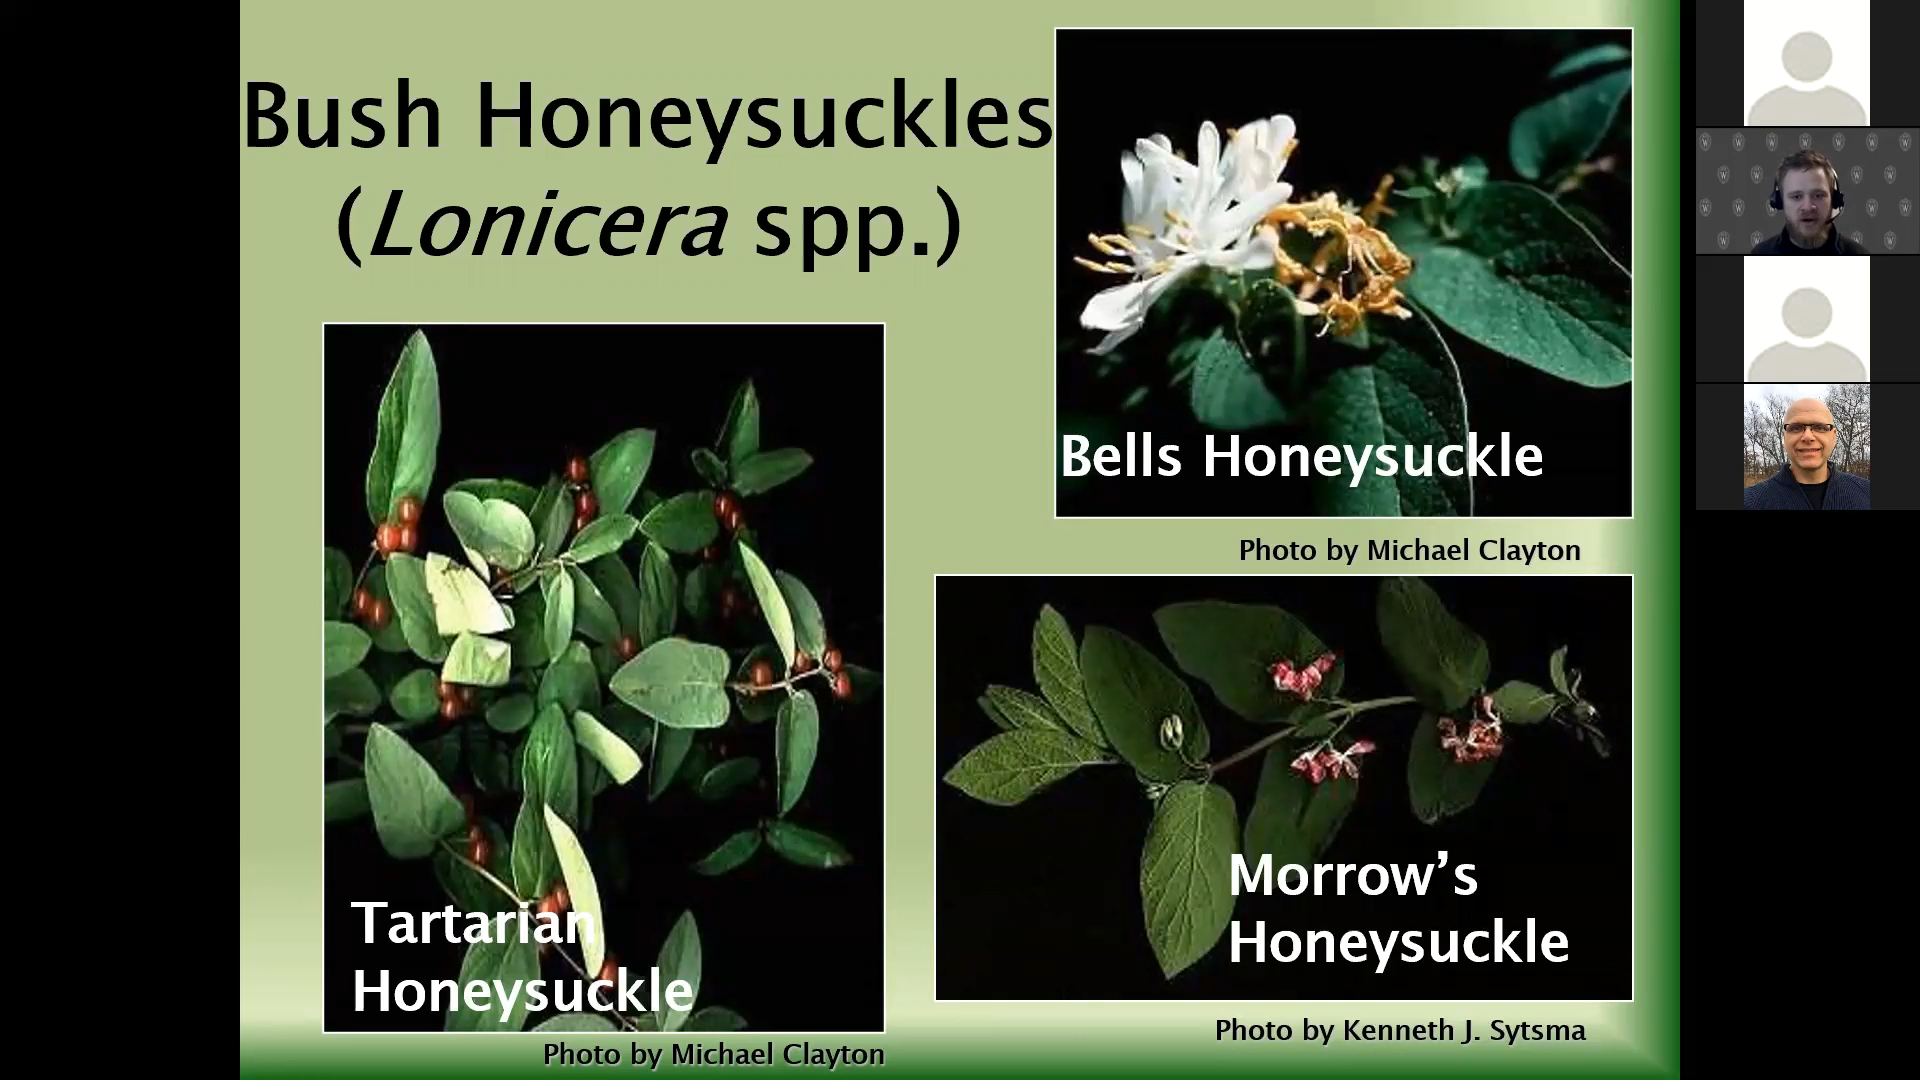 Bush Honeysuckles
(Lonicera spp.)
Bells Honeysuckle
Photo by Michael Clayton
Tartarian
Honeysuckle
Photo by Michael Clayton
Morrow’s
Honeysuckle
Photo by Kenneth J. Sytsma